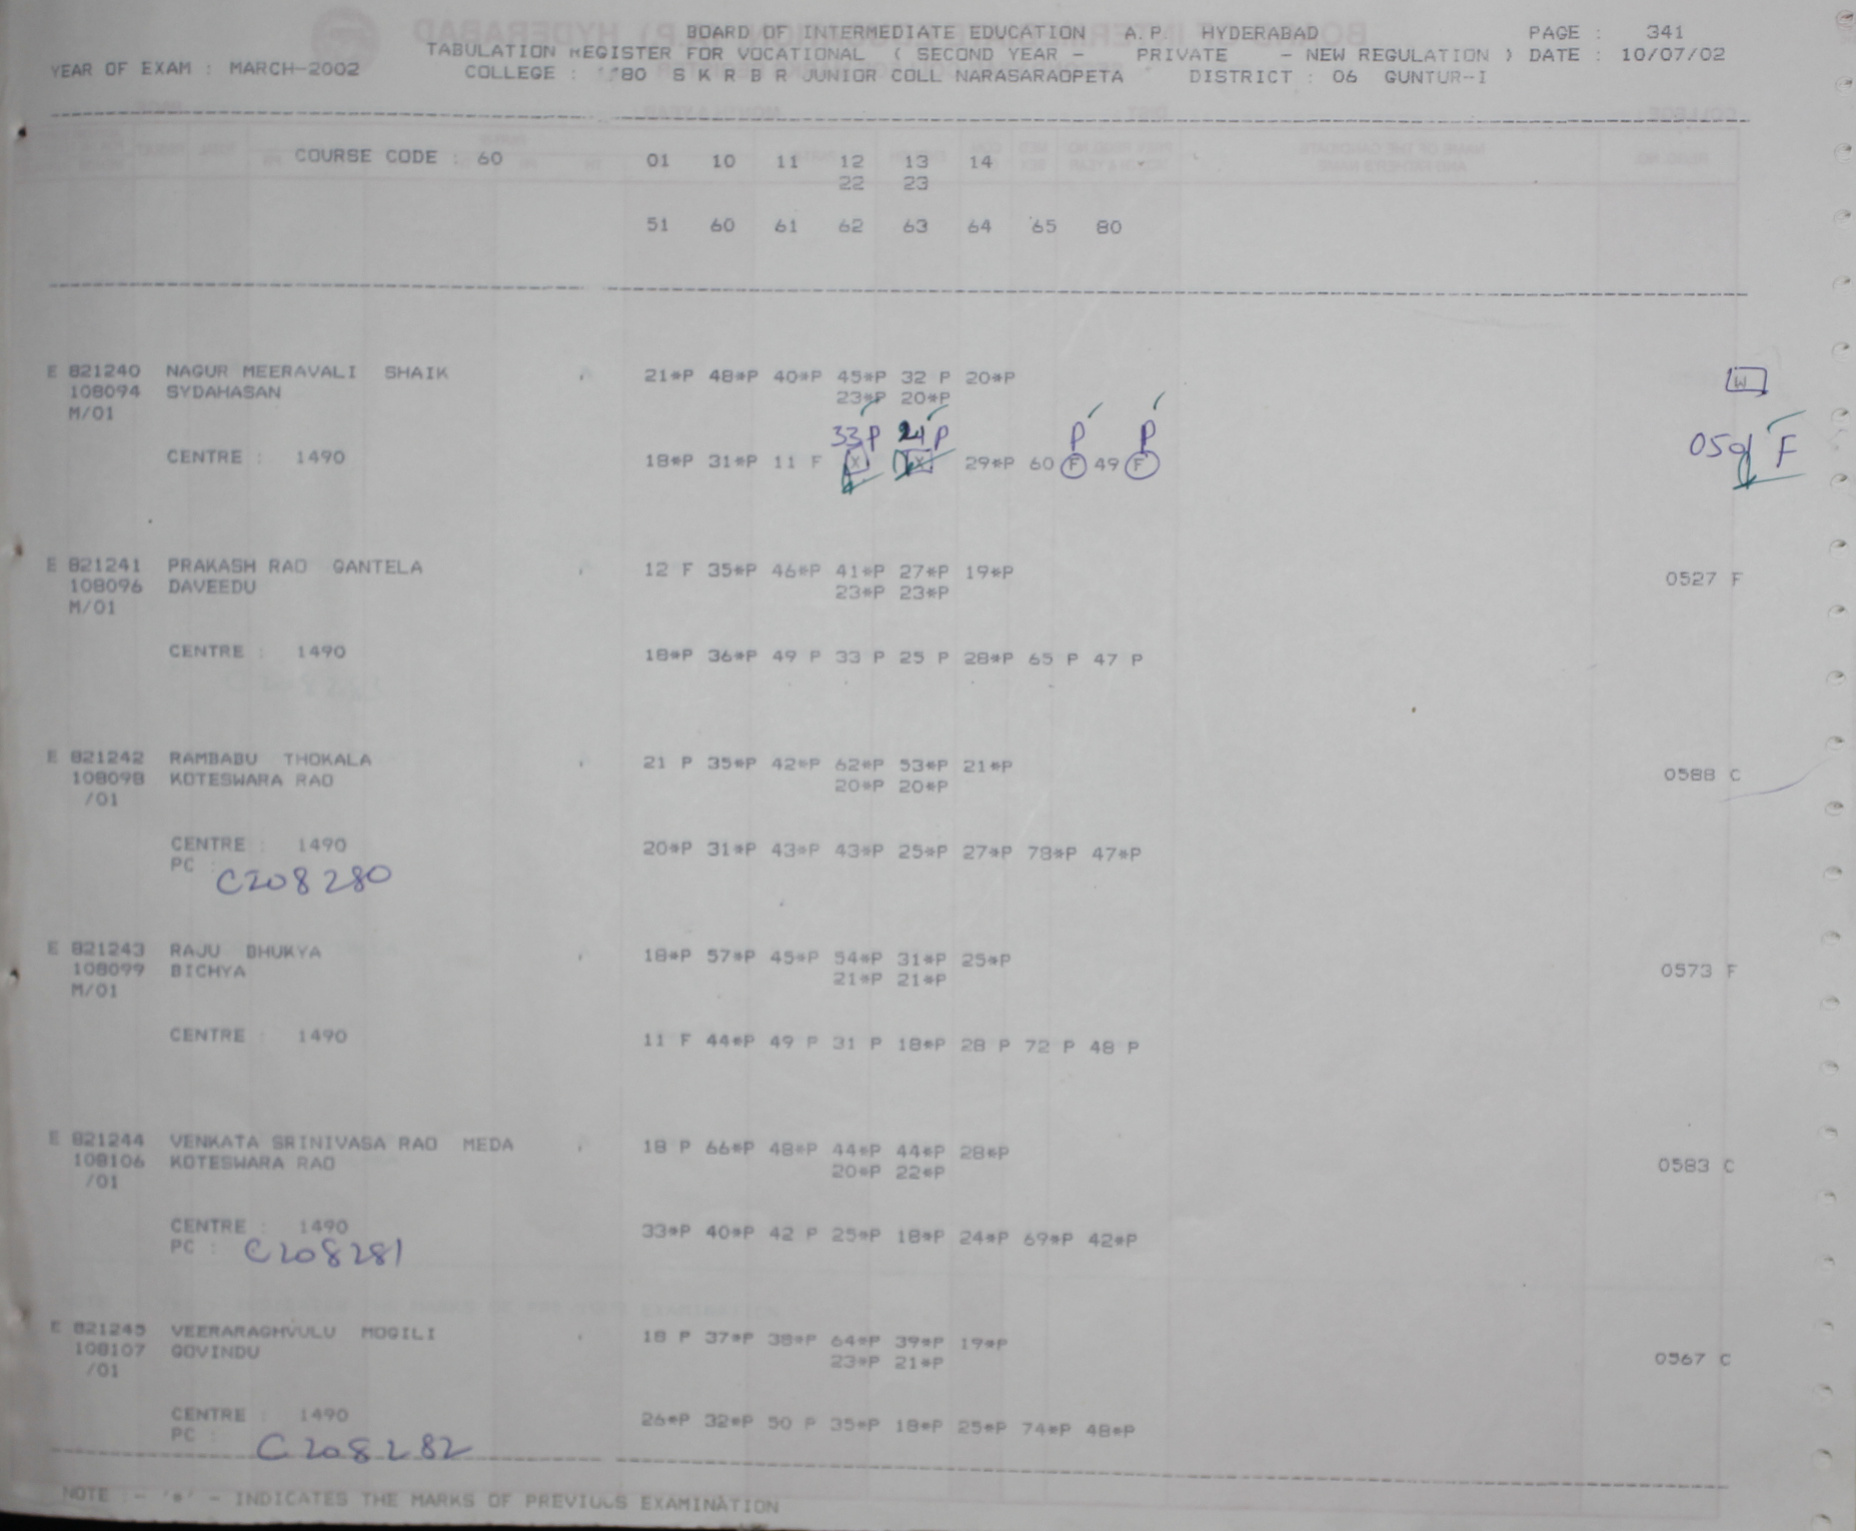 BOARD OF INTERMEDIATE EDUCATION A.P. HYDERABAD PAGE : 341
TABULATION REGISTER FOR VOCATIONAL ( SECOND YEAR - PRIVATE - NEW REGULATION ) DATE : 10/07/02
YEAR OF EXAM : MARCH-2002 COLLEGE : 80 S K R B R JUNIOR COLL NARASARAOPETA DISTRICT : 06 GUNTUR-I
COURSE CODE : 60 01 10 11 12 13 14
22 23
51 60 61 62 63 64 65 80
E 821240 NAGUR MEERAVALI SHAIK 21*P 48*P 40*P 45*P 32 P 20*P W
108094 SYDAHASAN 23*P 20*P
M/01
33 P 21 P P P
CENTRE : 1490 18*P 31*P 11 F X X 29*P 60 F 49 F F
E 821241 PRAKASH RAO GANTELA 12 F 35*P 46*P 41*P 27*P 19*P 0527 F
108096 DAVEEDU 23*P 23*P
M/01
CENTRE : 1490 18*P 36*P 49 P 33 P 25 P 28*P 65 P 47 P
E 821242 RAMBABU THOKALA 21 P 35*P 42*P 62*P 53*P 21*P 0588 C
108098 KOTESWARA RAO 20*P 20*P
/01
CENTRE : 1490 20*P 31*P 43*P 43*P 25*P 27*P 78*P 47*P
PC : C208280
E 821243 RAJU BHUKYA 18*P 57*P 45*P 54*P 31*P 25*P 0573 F
108099 BICHYA 21*P 21*P
M/01
CENTRE : 1490 11 F 44*P 49 P 31 P 18*P 28 P 72 P 48 P
E 821244 VENKATA SRINIVASA RAO MEDA 18 P 66*P 48*P 44*P 44*P 28*P 0583 C
108106 KOTESWARA RAO 20*P 22*P
/01
CENTRE : 1490 33*P 40*P 42 P 25*P 18*P 24*P 69*P 42*P
PC : C208281
E 821245 VEERARAGHVULU MOGILI 18 P 37*P 38*P 64*P 39*P 19*P 0567 C
108107 GOVINDU 23*P 21*P
/01
CENTRE : 1490 26*P 32*P 50 P 35*P 18*P 25*P 74*P 48*P
PC : C208282
NOTE :- '*' - INDICATES THE MARKS OF PREVIUUS EXAMINATION